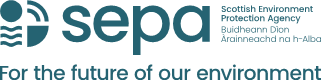 sepa
Scottish Environment
Protection Agency
Buidheann Dìon
Àrainneachd na h-Alba
For the future of our environment